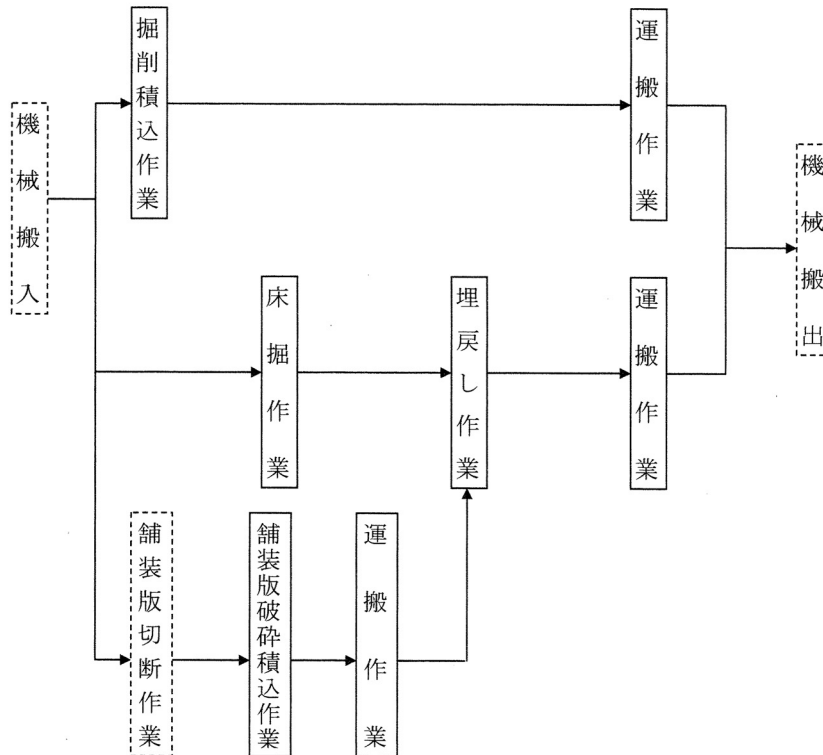 機械搬入
掘削積込作業
運搬作業
機械搬出
床掘作業
埋戻し作業
運搬作業
舗装版切断作業
舗装版破砕積込作業
運搬作業